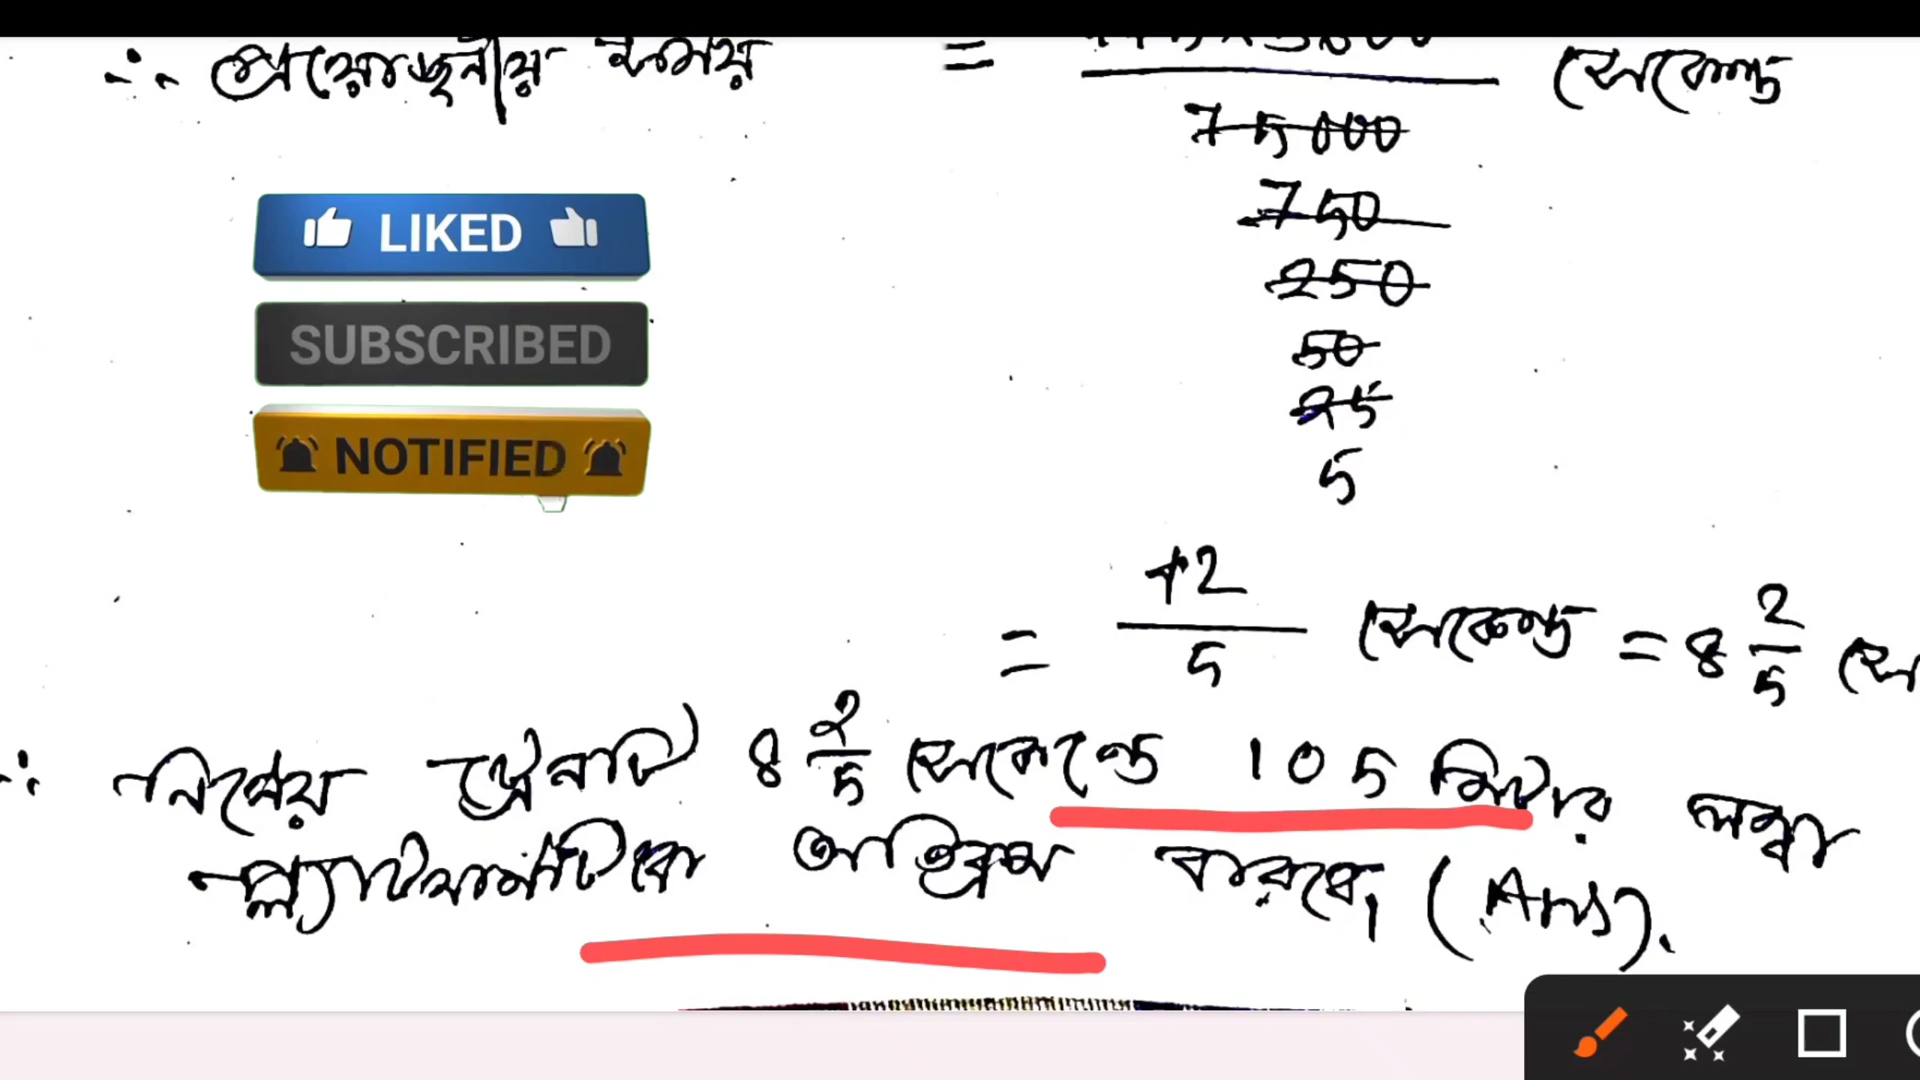 ∴ প্রয়োজনীয় সময় = সেকেন্ড
75000
750
250
50
25
5
LIKED
SUBSCRIBED
NOTIFIED
= 42/5 সেকেন্ড = 8 2/5 সে
∴ নির্ণেয় ট্রেনটি 8 2/5 সেকেন্ডে 105 মিটার লম্বা
প্ল্যাটফর্মটিকে অতিক্রম করবে। (Ans).